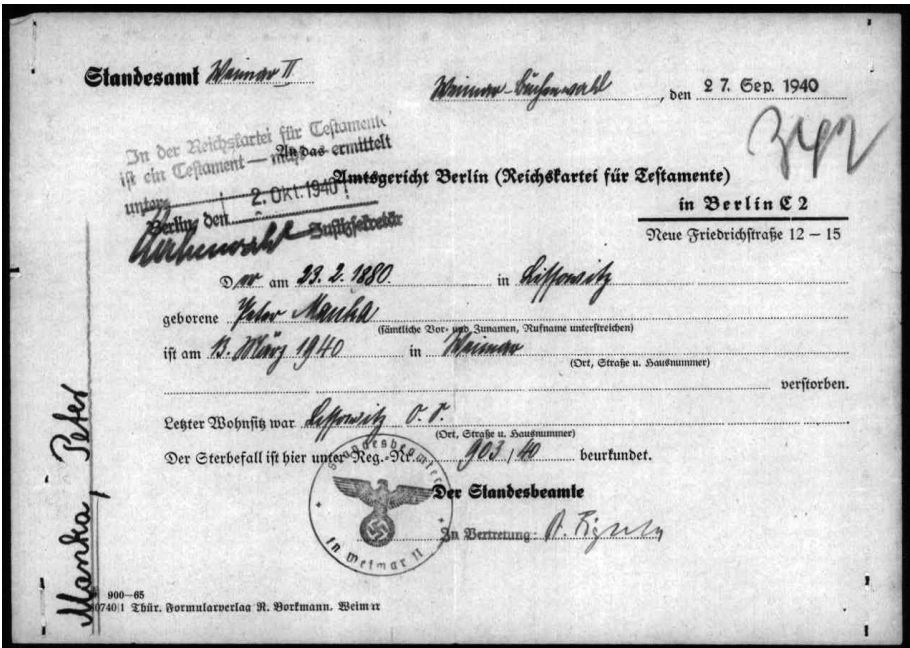 Standesamt Weimar II
Weimar-Buchenwald, den 27. Sep. 1940
In der Reichskartei für Testamente
ist ein Testament — nicht ermittelt
An das
Amtsgericht Berlin (Reichskartei für Testamente)
in Berlin C 2
Neue Friedrichstraße 12 — 15
Berlin, den 2. Okt. 1940
Justizsekretär
Der am 23. 2. 1880. in
geborene Peter Manka
(sämtliche Vor- und Zunamen, Rufname unterstreichen)
ist am 13. März 1940 in Weimar
(Ort, Straße u. Hausnummer)
verstorben.
Letzter Wohnsitz war O. S.
(Ort, Straße u. Hausnummer)
Der Sterbefall ist hier unter Reg.-Nr. 903/40 beurkundet.
Der Standesbeamte
In Vertretung:
Standesbeamter
In Weimar II
Manka, Peter
900—65
0740 1 Thür. Formularverlag R. Borkmann. Weimar